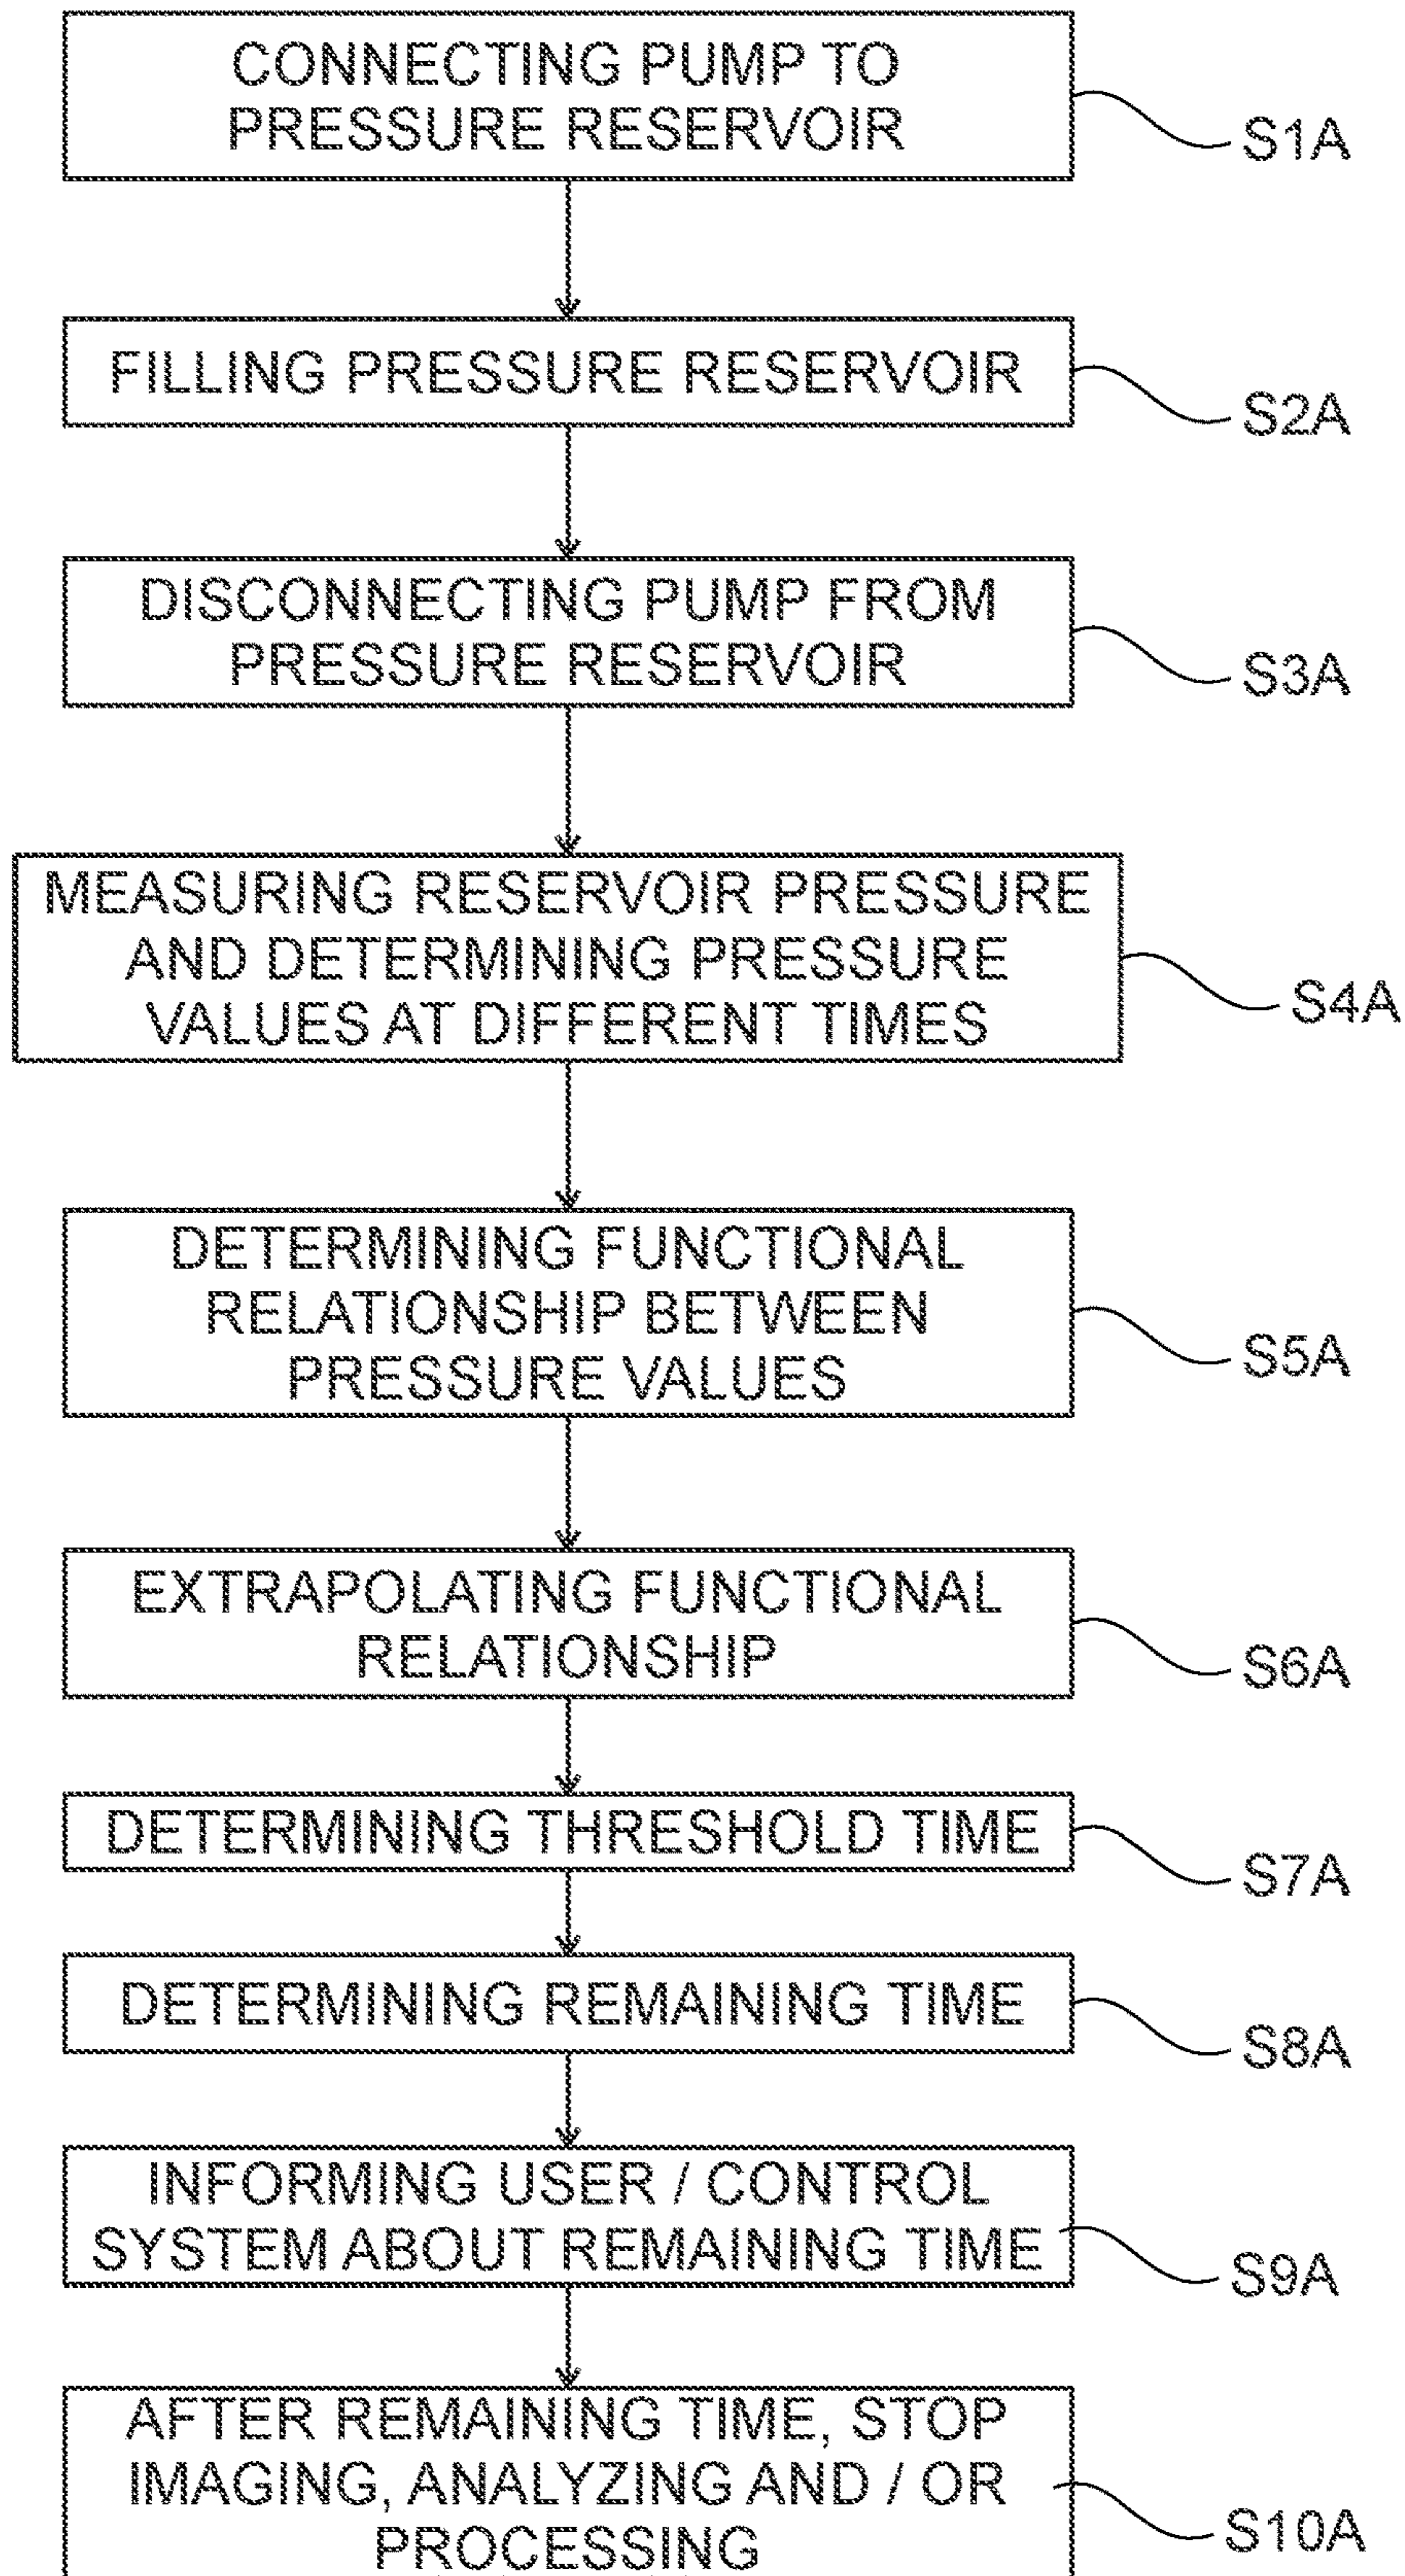 CONNECTING PUMP TO
PRESSURE RESERVOIR
S1A
FILLING PRESSURE RESERVOIR
S2A
DISCONNECTING PUMP FROM
PRESSURE RESERVOIR
S3A
MEASURING RESERVOIR PRESSURE
AND DETERMINING PRESSURE
VALUES AT DIFFERENT TIMES
S4A
DETERMINING FUNCTIONAL
RELATIONSHIP BETWEEN
PRESSURE VALUES
S5A
EXTRAPOLATING FUNCTIONAL
RELATIONSHIP
S6A
DETERMINING THRESHOLD TIME
S7A
DETERMINING REMAINING TIME
S8A
INFORMING USER / CONTROL
SYSTEM ABOUT REMAINING TIME
S9A
AFTER REMAINING TIME, STOP
IMAGING, ANALYZING AND / OR
PROCESSING
S10A